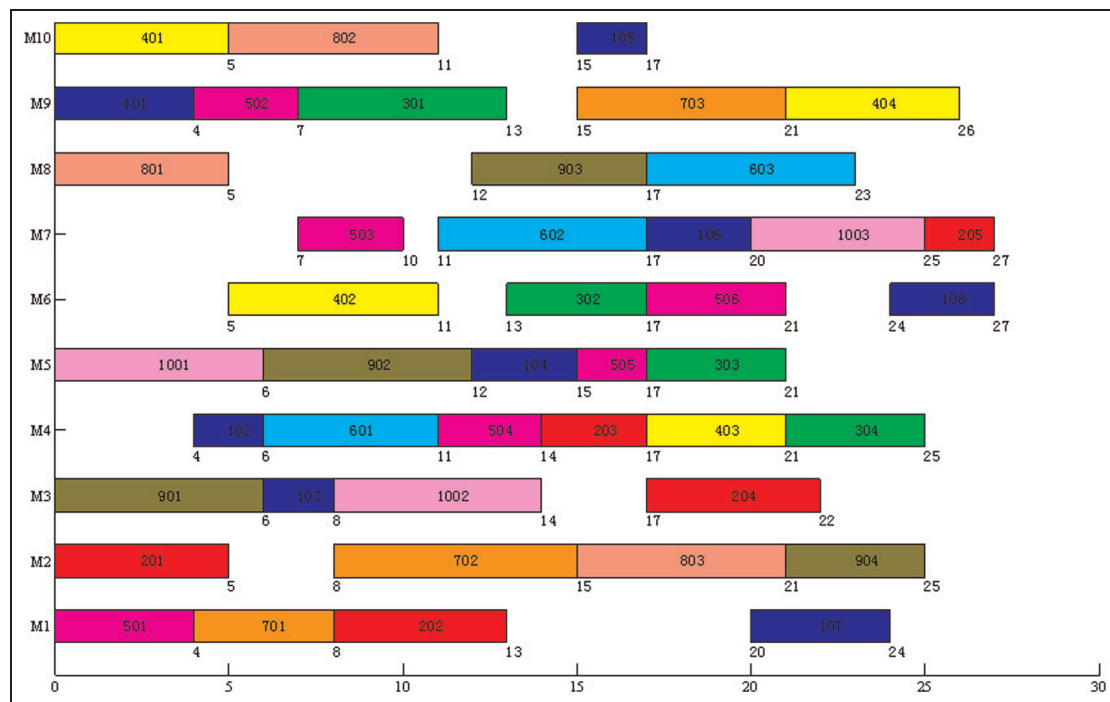 M10 401 802 105
5 11 15 17
M9 101 502 301 703 404
4 7 13 15 21 26
M8 801 903 603
5 12 17 23
M7 503 602 106 1003 205
7 10 11 17 20 25 27
M6 402 302 506 108
5 11 13 17 21 24 27
M5 1001 902 104 505 303
6 12 15 17 21
M4 102 601 504 203 403 304
4 6 11 14 17 21 25
M3 901 103 1002 204
6 8 14 17 22
M2 201 702 803 904
5 8 15 21 25
M1 501 701 202 107
4 8 13 20 24
0 5 10 15 20 25 30